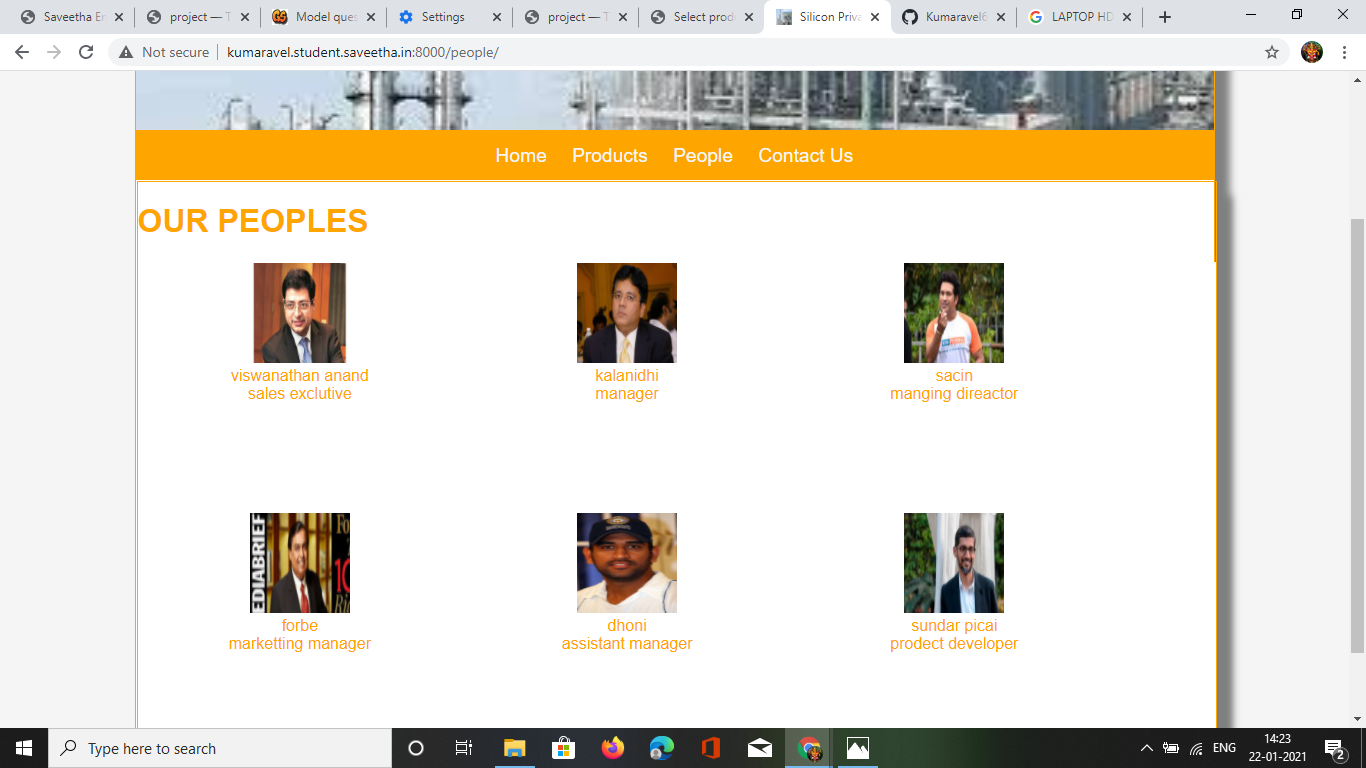 Saveetha En
project — T
Model ques
Settings
project — T
Select prod
Silicon Priva
Kumaravel6
LAPTOP HD
Not secure
kumaravel.student.saveetha.in:8000/people/
Home Products People Contact Us
OUR PEOPLES
viswanathan anand
sales exclutive
kalanidhi
manager
sacin
manging direactor
EDIABRIEF
Fo
forbe
marketting manager
dhoni
assistant manager
sundar picai
prodect developer
Type here to search
ENG
14:23
22-01-2021
2